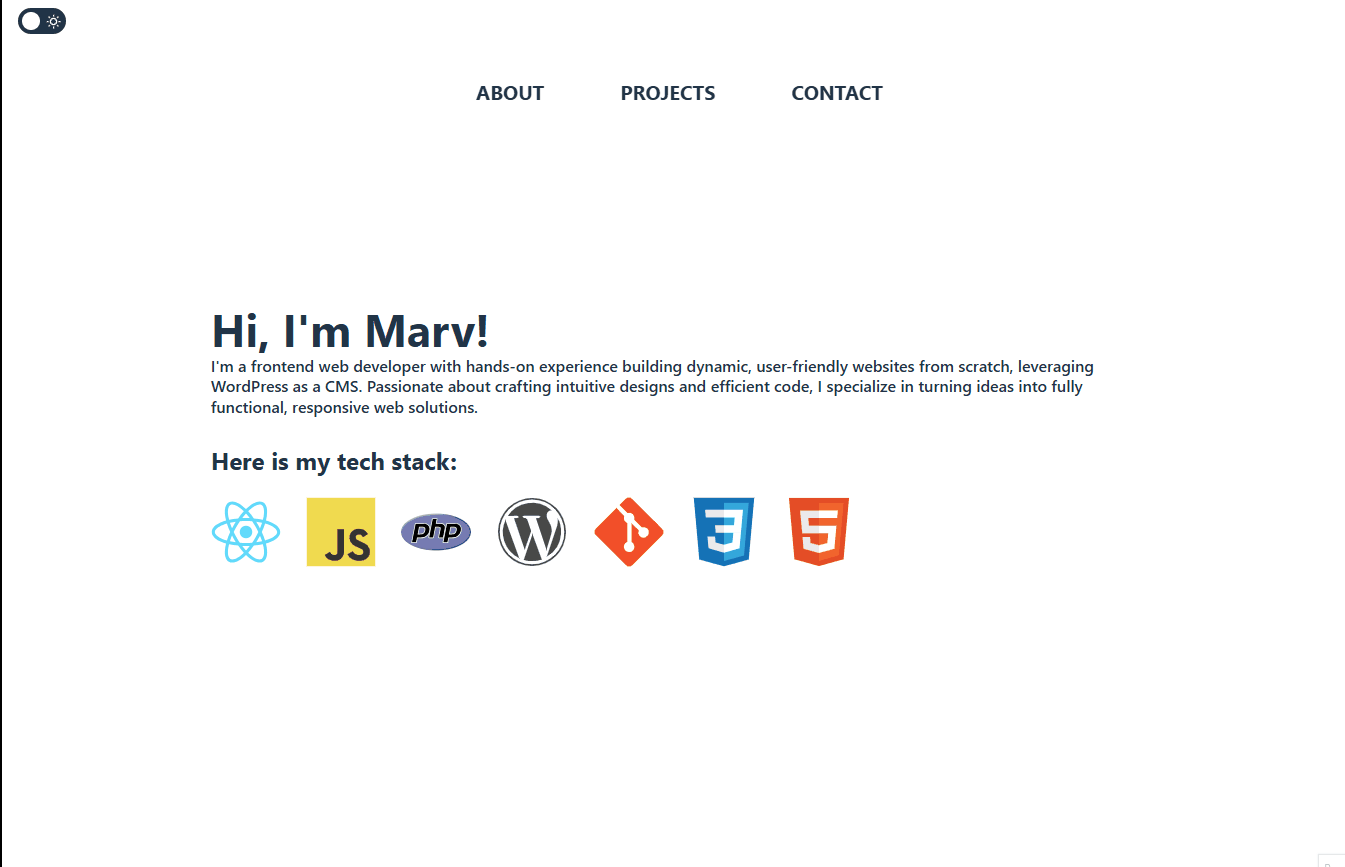 ABOUT PROJECTS CONTACT
Hi, I'm Marv!
I'm a frontend web developer with hands-on experience building dynamic, user-friendly websites from scratch, leveraging
WordPress as a CMS. Passionate about crafting intuitive designs and efficient code, I specialize in turning ideas into fully
functional, responsive web solutions.
Here is my tech stack:
JS php W 3 5